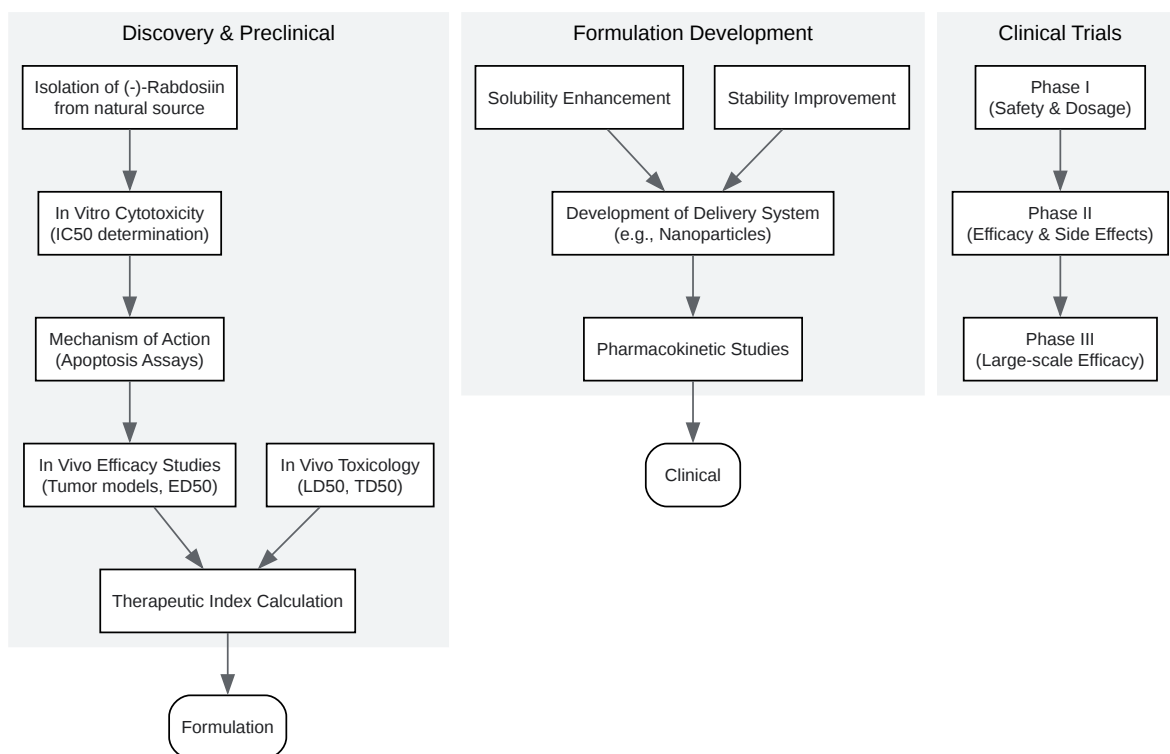 Discovery & Preclinical
Isolation of (-)-Rabdosiin
from natural source
In Vitro Cytotoxicity
(IC50 determination)
Mechanism of Action
(Apoptosis Assays)
In Vivo Efficacy Studies
(Tumor models, ED50)
In Vivo Toxicology
(LD50, TD50)
Therapeutic Index Calculation
Formulation
Formulation Development
Solubility Enhancement
Stability Improvement
Development of Delivery System
(e.g., Nanoparticles)
Pharmacokinetic Studies
Clinical
Clinical Trials
Phase I
(Safety & Dosage)
Phase II
(Efficacy & Side Effects)
Phase III
(Large-scale Efficacy)